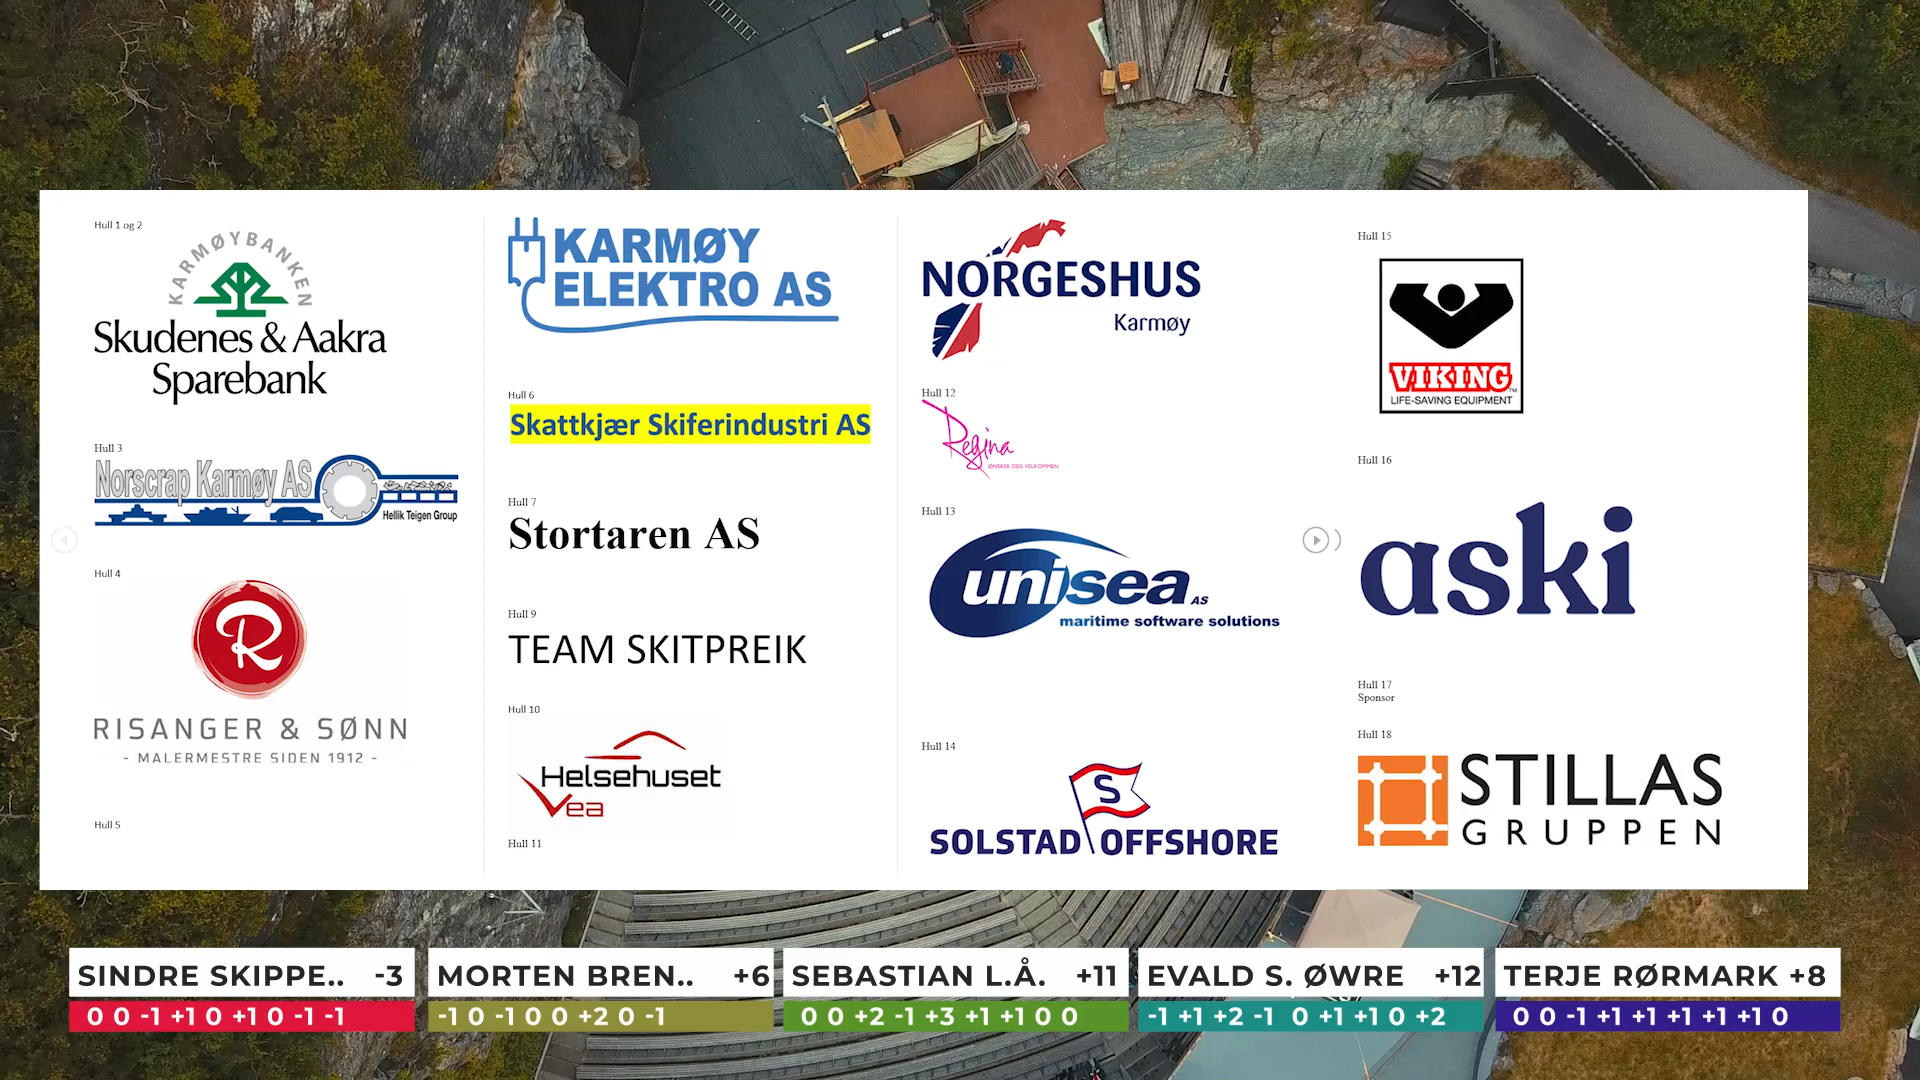 Hull 1 og 2
KARMØYBANKEN
Skudenes & Aakra
Sparebank
Hull 3
Norscrap Karmøy AS
Hellik Teigen Group
Hull 4
R
RISANGER & SØNN
- MALERMESTRE SIDEN 1912 -
Hull 5
KARMØY
ELEKTRO AS
Hull 6
Skattkjær Skiferindustri AS
Hull 7
Stortaren AS
Hull 9
TEAM SKITPREIK
Hull 10
Helsehuset
Vea
Hull 11
NORGESHUS
Karmøy
Hull 12
Regina
ØNSKER DEG VELKOMMEN
Hull 13
unisea AS
maritime software solutions
Hull 14
S
SOLSTAD OFFSHORE
Hull 15
VIKING™
LIFE-SAVING EQUIPMENT
Hull 16
aski
Hull 17
Sponsor
Hull 18
STILLAS
GRUPPEN
SINDRE SKIPPE.. -3
0 0 -1 +1 0 +1 0 -1 -1
MORTEN BREN.. +6
-1 0 -1 0 0 +2 0 -1
SEBASTIAN L.Å. +11
0 0 +2 -1 +3 +1 +1 0 0
EVALD S. ØWRE +12
-1 +1 +2 -1 0 +1 +1 0 +2
TERJE RØRMARK +8
0 0 -1 +1 +1 +1 +1 +1 0